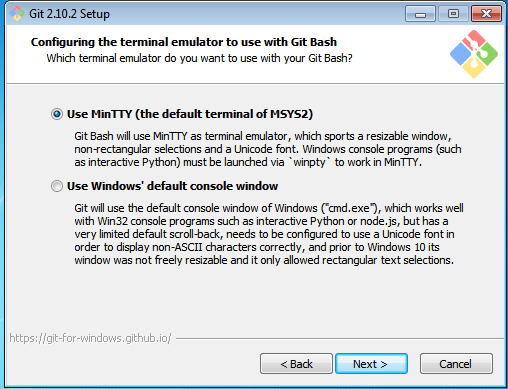 Git 2.10.2 Setup
Configuring the terminal emulator to use with Git Bash
Which terminal emulator do you want to use with your Git Bash?
Use MinTTY (the default terminal of MSYS2)
Git Bash will use MinTTY as terminal emulator, which sports a resizable window,
non-rectangular selections and a Unicode font. Windows console programs (such
as interactive Python) must be launched via `winpty` to work in MinTTY.
Use Windows' default console window
Git will use the default console window of Windows ("cmd.exe"), which works well
with Win32 console programs such as interactive Python or node.js, but has a
very limited default scroll-back, needs to be configured to use a Unicode font in
order to display non-ASCII characters correctly, and prior to Windows 10 its
window was not freely resizable and it only allowed rectangular text selections.
https://git-for-windows.github.io/
< Back
Next >
Cancel